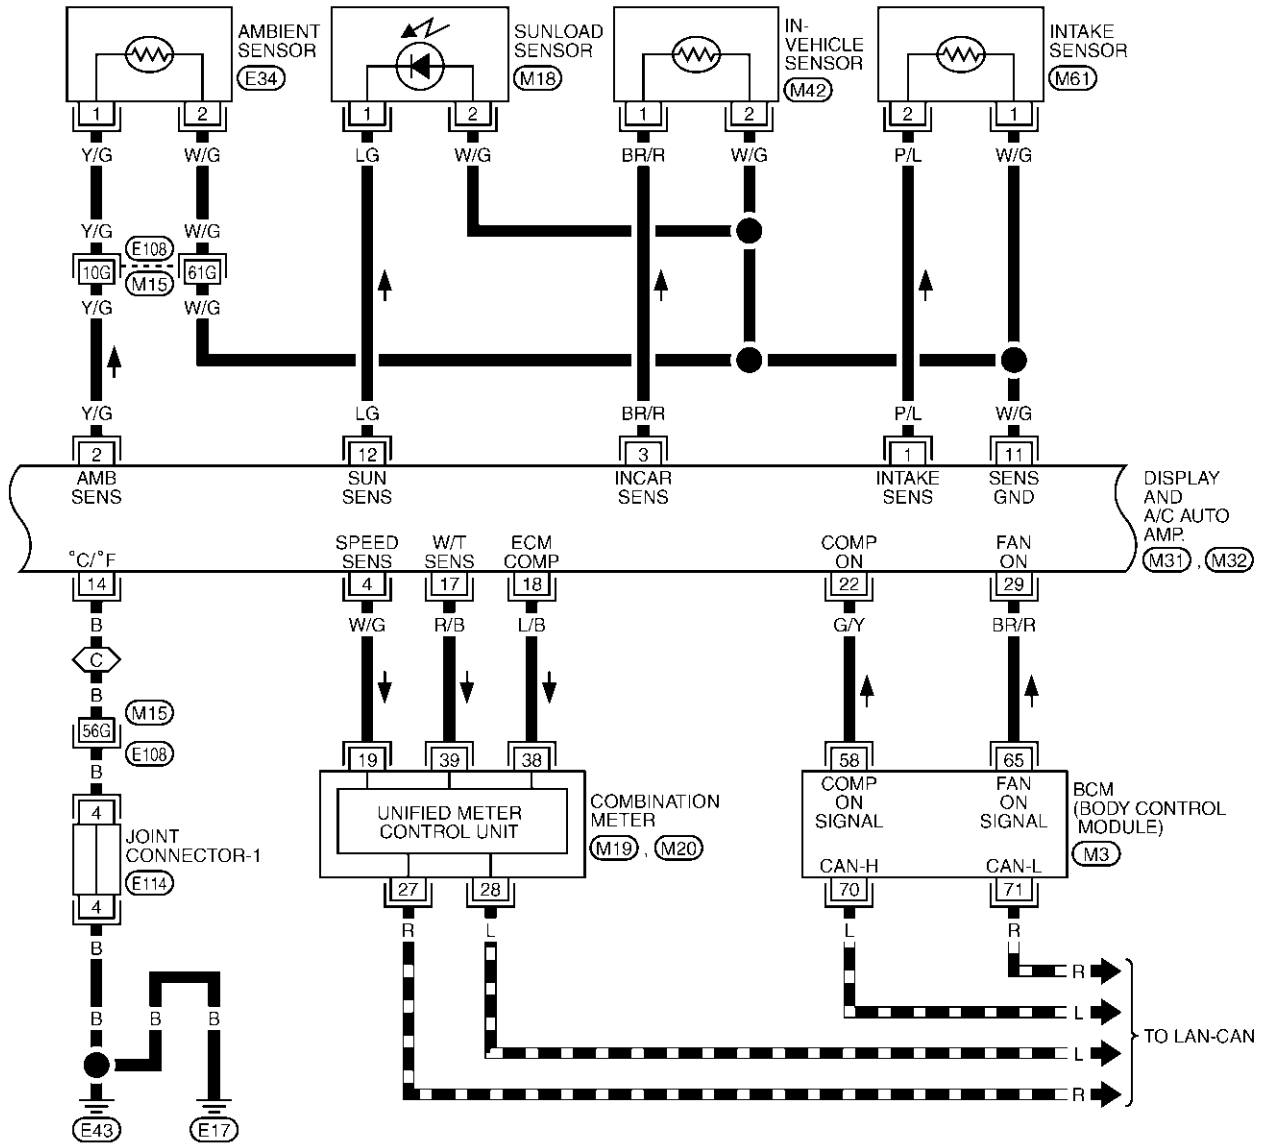 AMBIENT
SENSOR
E34
SUNLOAD
SENSOR
M18
IN-
VEHICLE
SENSOR
M42
INTAKE
SENSOR
M61
1 2 1 2 1 2 2 1
Y/G W/G LG W/G BR/R W/G P/L W/G
Y/G W/G
E108
10G 61G
M15
Y/G W/G
Y/G LG BR/R P/L W/G
2 12 3 1 11
AMB
SENS
SUN
SENS
INCAR
SENS
INTAKE
SENS
SENS
GND
DISPLAY
AND
A/C AUTO
AMP.
M31 , M32
°C/°F
SPEED
SENS
W/T
SENS
ECM
COMP
COMP
ON
FAN
ON
14 4 17 18 22 29
B W/G R/B L/B G/Y BR/R
C
B
M15
56G
E108
B
19 39 38 58 65
UNIFIED METER
CONTROL UNIT
COMBINATION
METER
M19 , M20
COMP
ON
SIGNAL
FAN
ON
SIGNAL
BCM
(BODY CONTROL
MODULE)
M3
CAN-H CAN-L
4
JOINT
CONNECTOR-1
E114
4
27 28 70 71
B R L L R
R
L
L
R
TO LAN-CAN
B B B
E43 E17